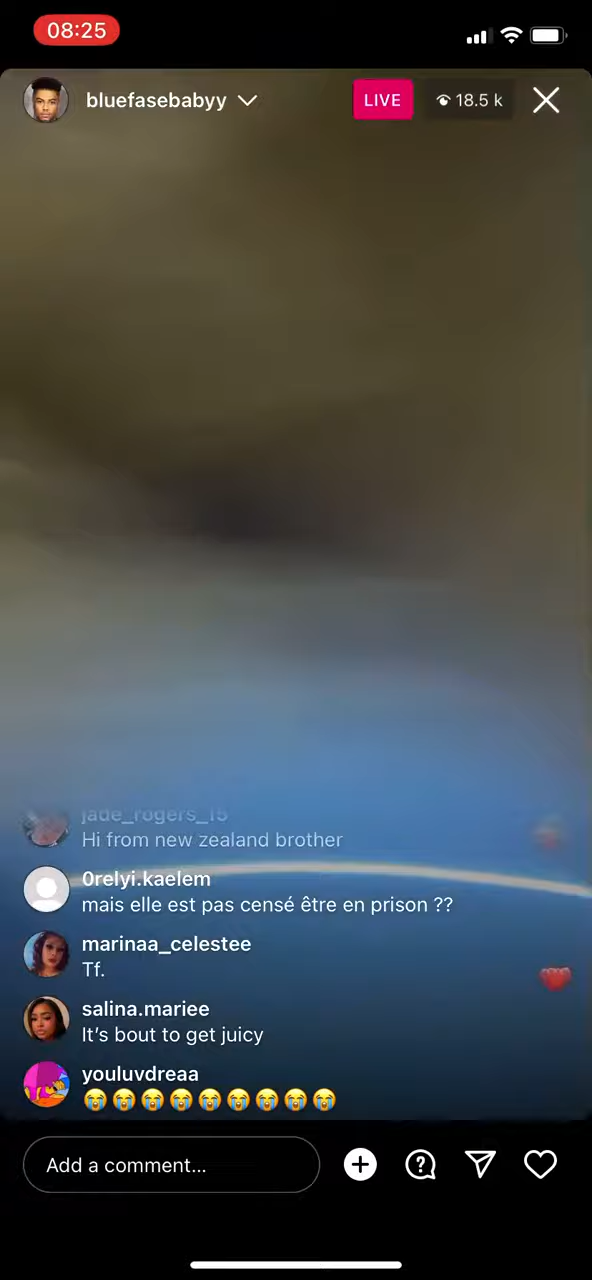 08:25
bluefasebabyy
LIVE
18.5 k
jade_rogers_15
Hi from new zealand brother
0relyi.kaelem
mais elle est pas censé être en prison ??
marinaa_celestee
Tf.
salina.mariee
It's bout to get juicy
youluvdreaa
😭😭😭😭😭😭😭😭😭
Add a comment...